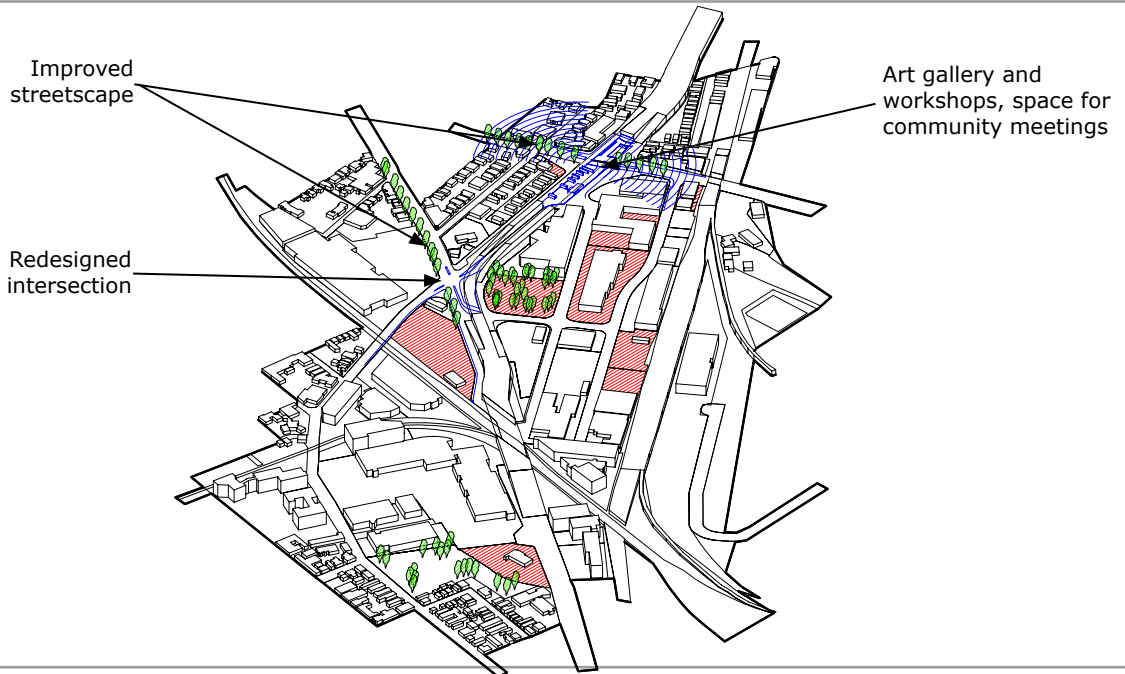 Improved
streetscape
Art gallery and
workshops, space for
community meetings
Redesigned
intersection